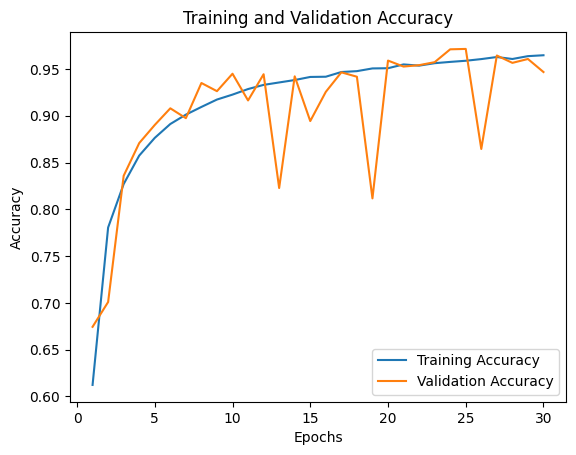 Training and Validation Accuracy
0.95
0.90
0.85
0.80
0.75
0.70
0.65
0.60
Accuracy
Training Accuracy
Validation Accuracy
0 5 10 15 20 25 30
Epochs